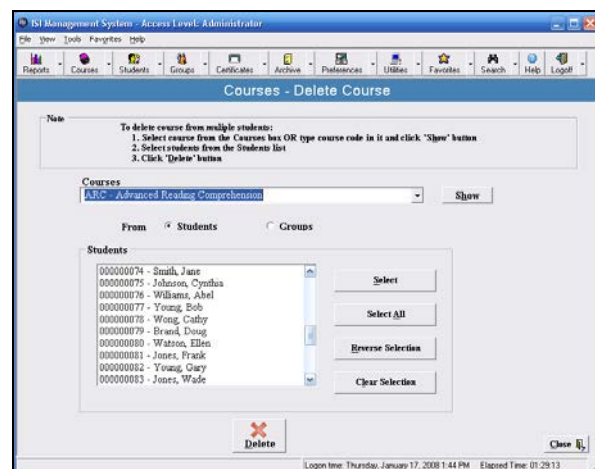 ISI Management System - Access Level: Administrator
File View Tools Favorites Help
Reports Courses Students Groups Certificates Archive Preferences Utilities Favorites Search Help Logoff
Courses - Delete Course
Note
To delete course from muliple students:
1. Select course from the Courses box OR type course code in it and click 'Show' button
2. Select students from the Students list
3. Click 'Delete' button
Courses
ARC - Advanced Reading Comprehension
Show
From Students Groups
Students
000000074 - Smith, Jane
000000075 - Johnson, Cynthia
000000076 - Williams, Abel
000000077 - Young, Bob
000000078 - Wong, Cathy
000000079 - Brand, Doug
000000080 - Watson, Ellen
000000081 - Jones, Frank
000000082 - Young, Gary
000000083 - Jones, Wade
Select
Select All
Reverse Selection
Clear Selection
Delete
Close
Logon time: Thursday, January 17, 2008 1:44 PM Elapsed Time: 01:29:13